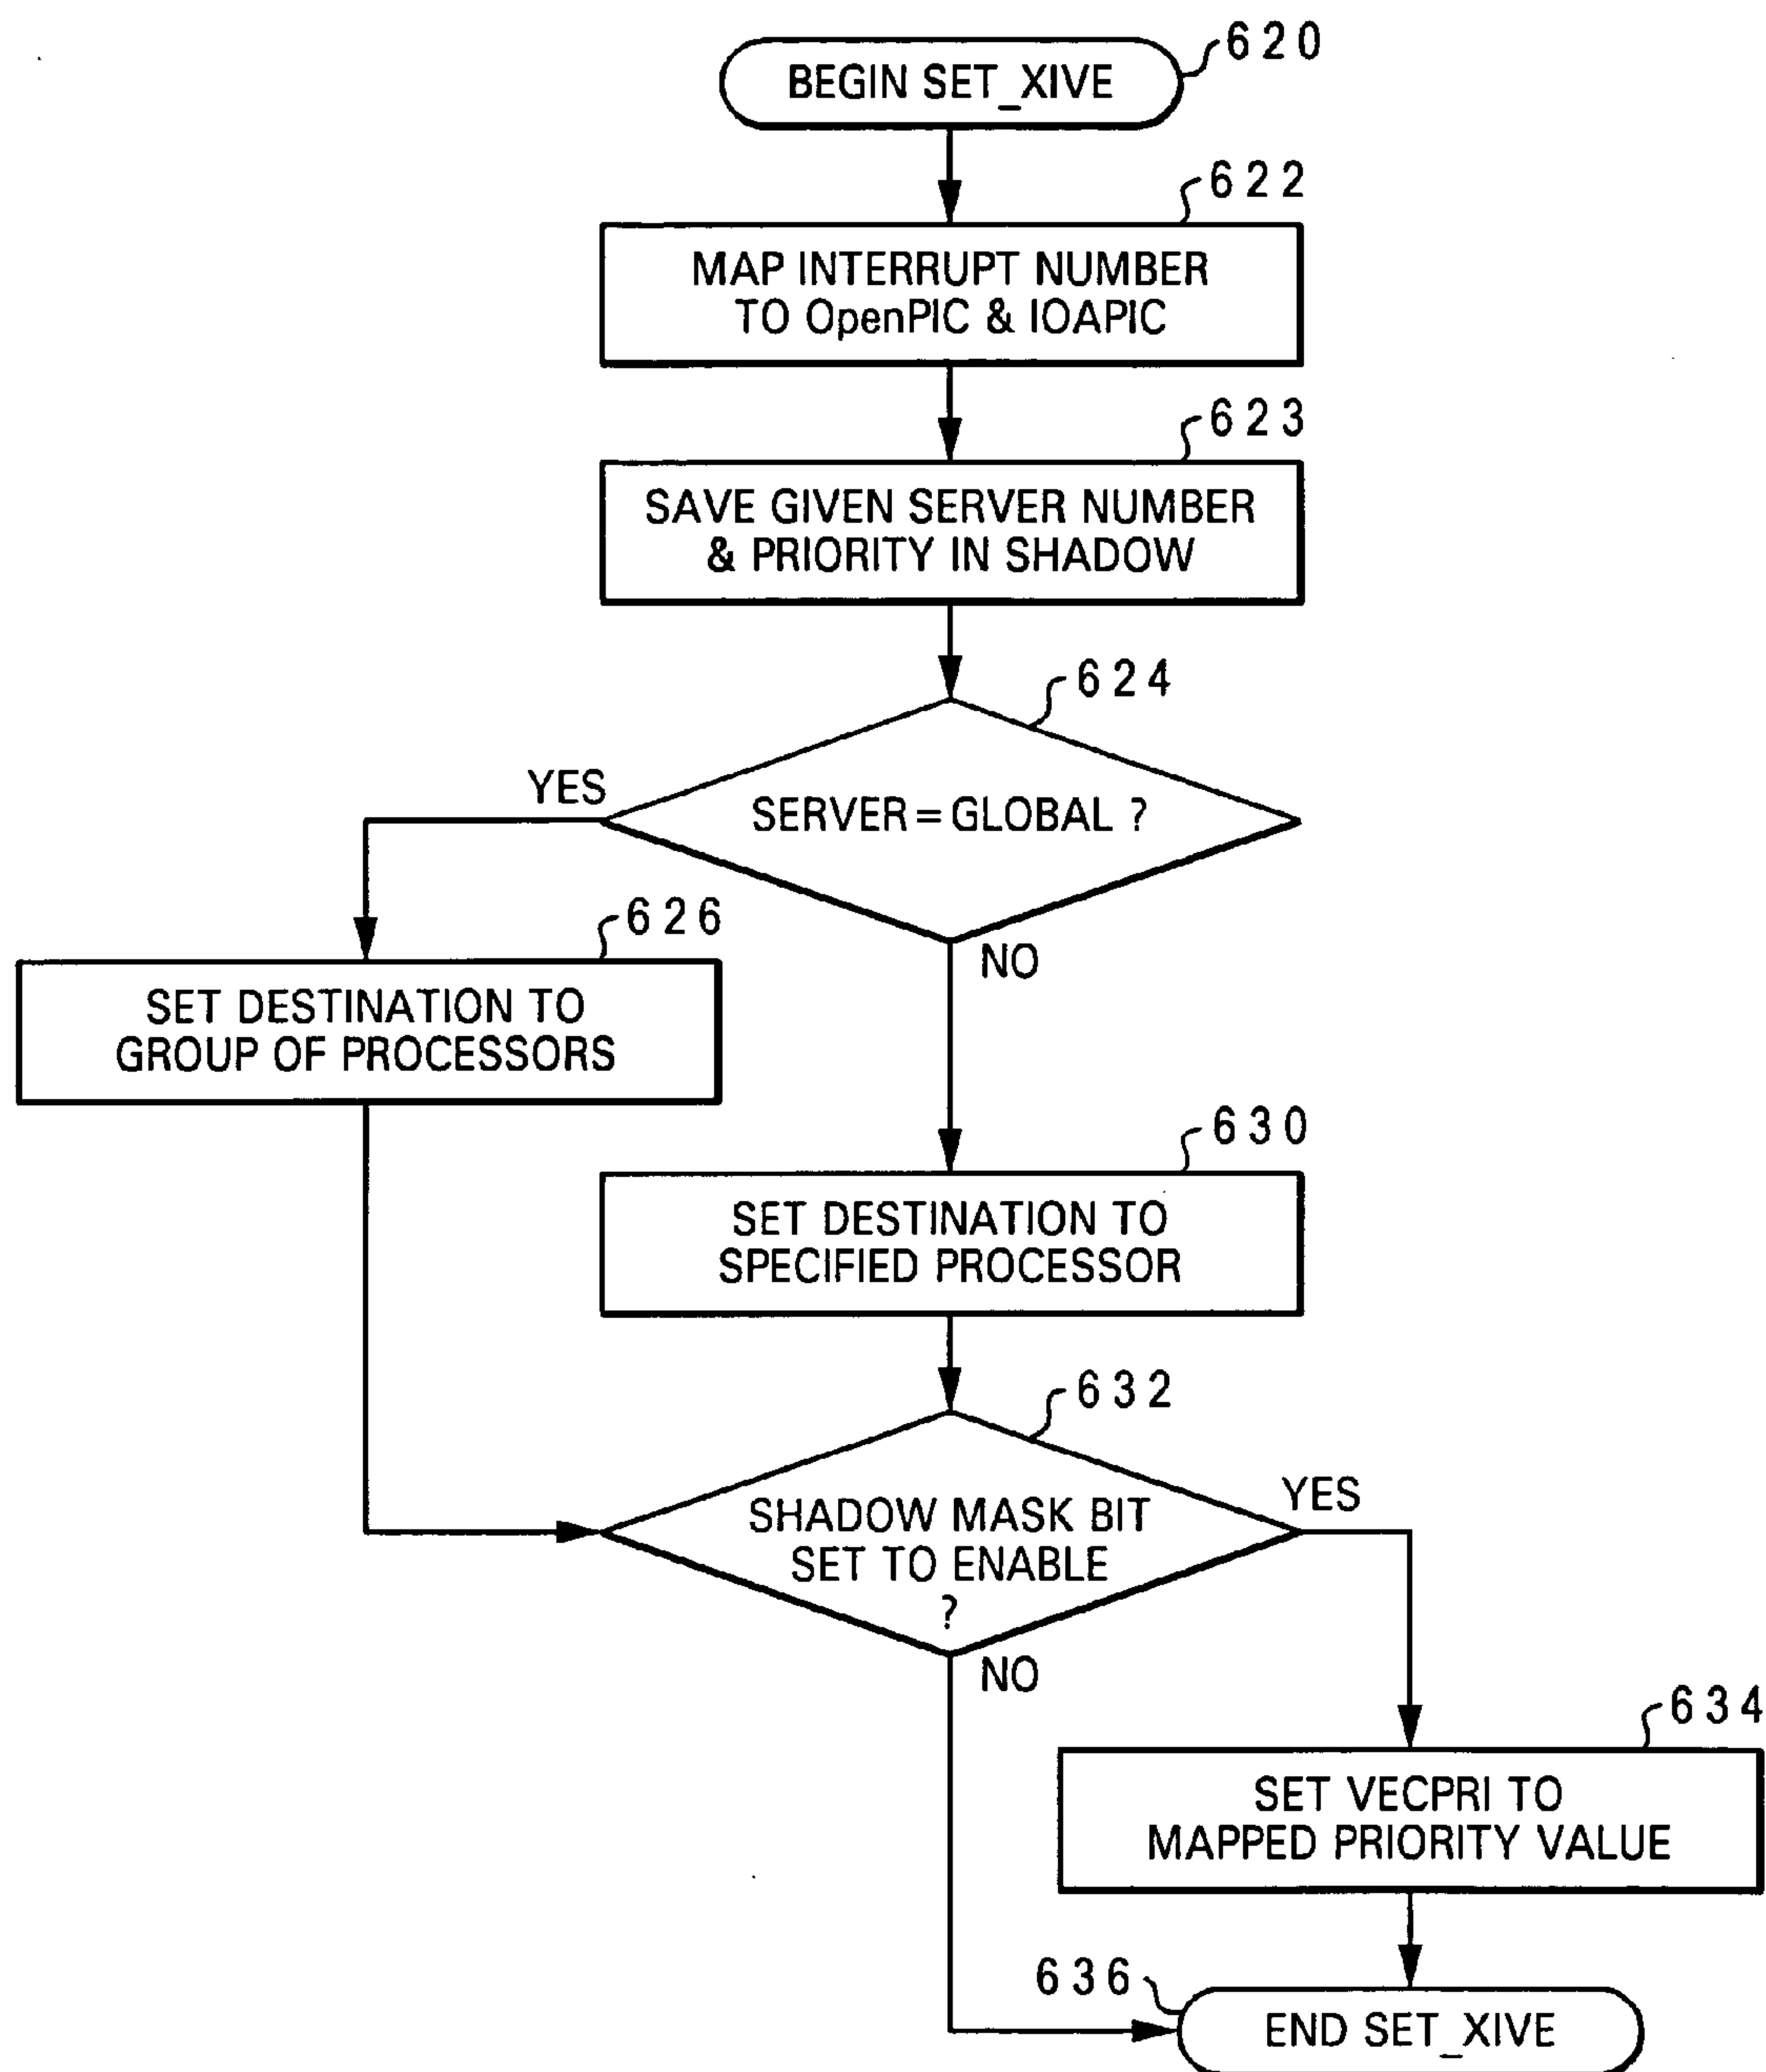 620
BEGIN SET_XIVE
622
MAP INTERRUPT NUMBER
TO OpenPIC & IOAPIC
623
SAVE GIVEN SERVER NUMBER
& PRIORITY IN SHADOW
624
SERVER = GLOBAL ?
YES
NO
626
SET DESTINATION TO
GROUP OF PROCESSORS
630
SET DESTINATION TO
SPECIFIED PROCESSOR
632
SHADOW MASK BIT
SET TO ENABLE
?
YES
NO
634
SET VECPRI TO
MAPPED PRIORITY VALUE
636
END SET_XIVE